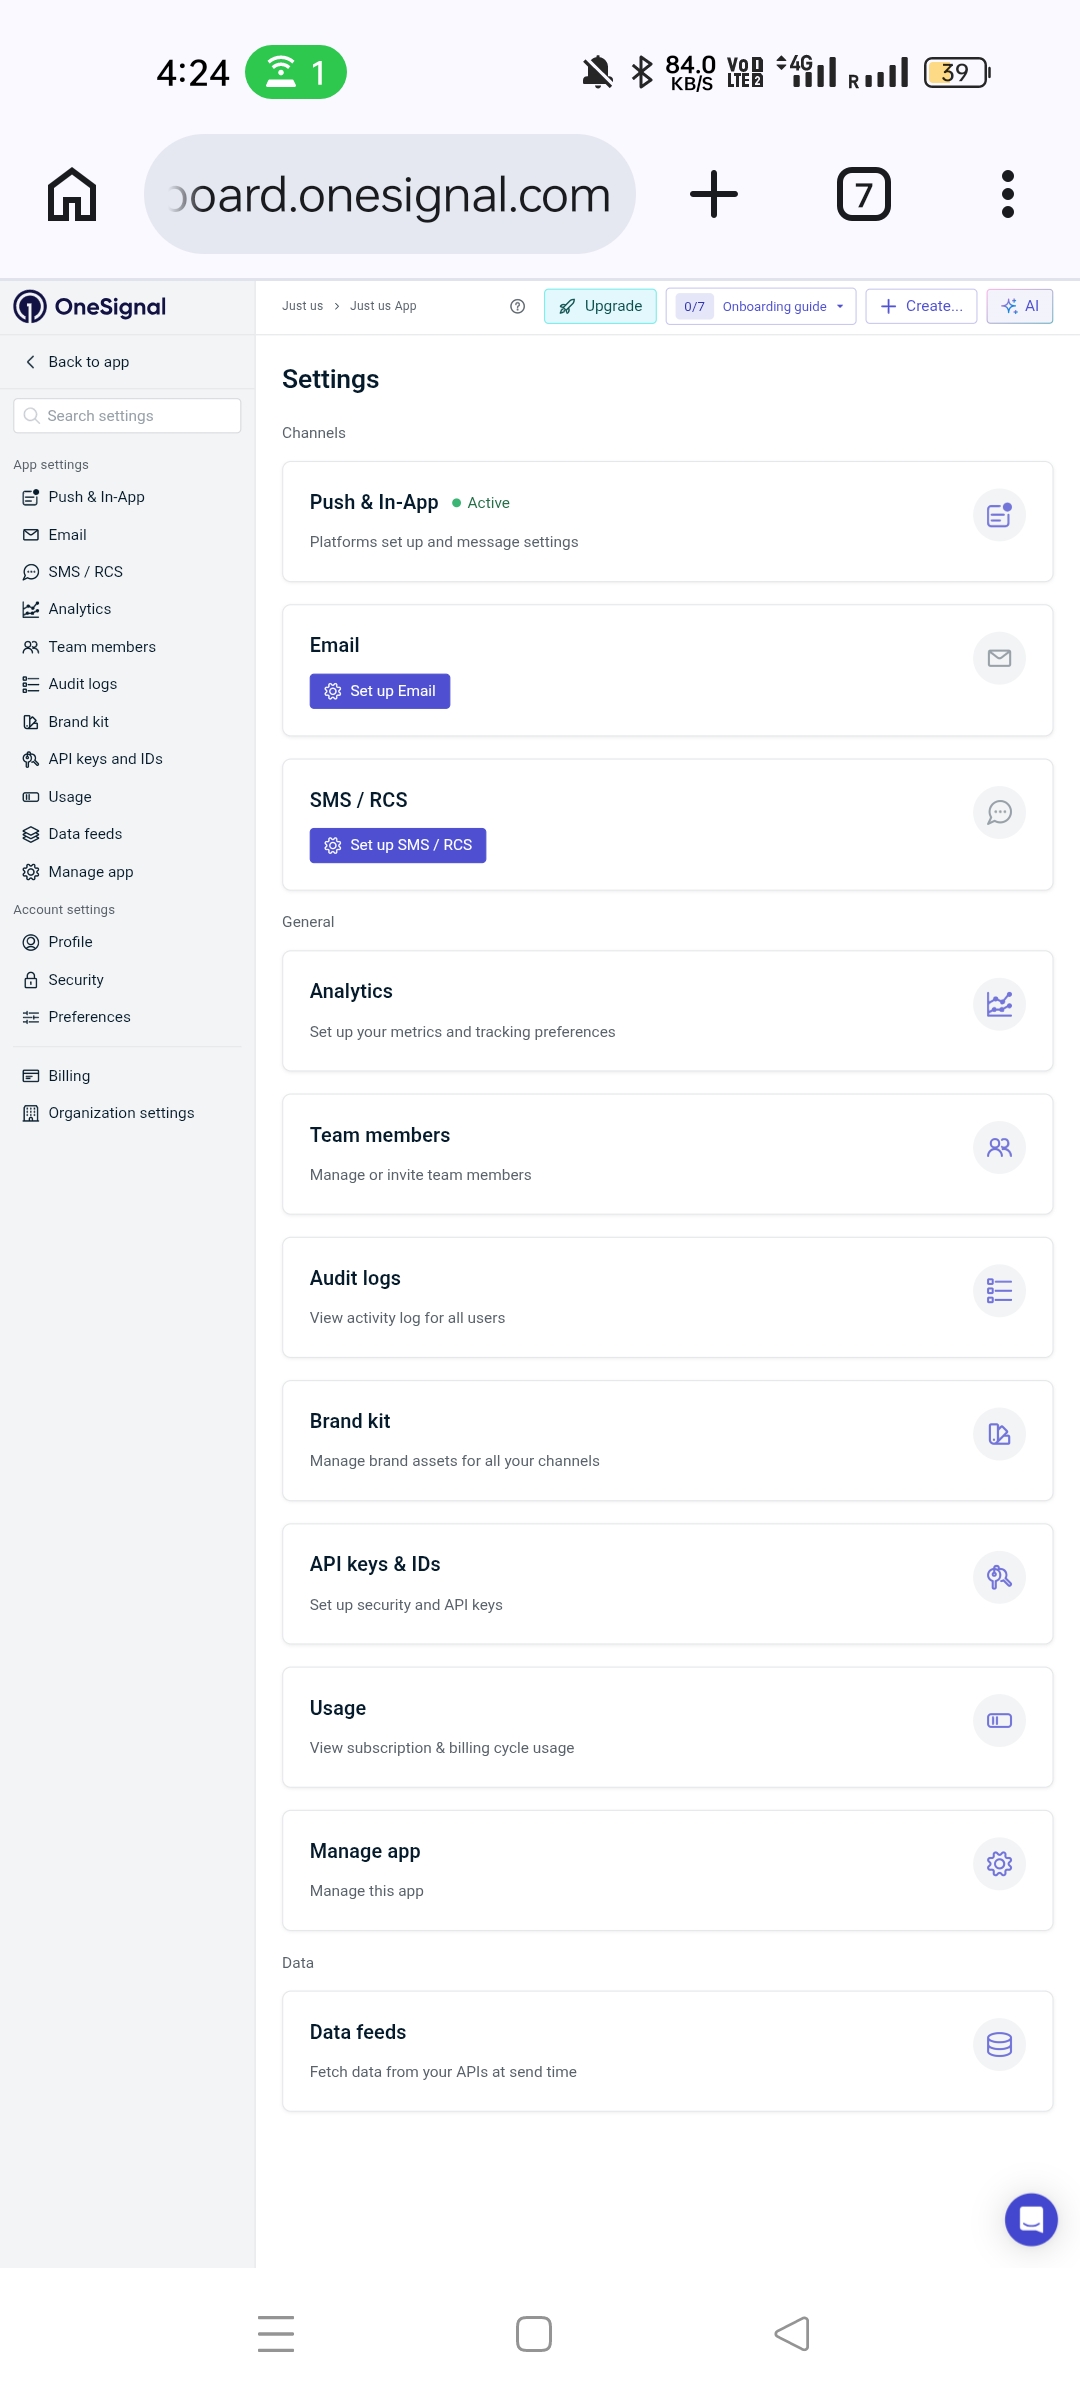 4:24
1
84.0
KB/S
Vo 1
LTE 2
4G
R
39
board.onesignal.com
7
OneSignal
Just us > Just us App
Upgrade
0/7 Onboarding guide
Create...
AI
Back to app
Search settings
App settings
Push & In-App
Email
SMS / RCS
Analytics
Team members
Audit logs
Brand kit
API keys and IDs
Usage
Data feeds
Manage app
Account settings
Profile
Security
Preferences
Billing
Organization settings
Settings
Channels
Push & In-App Active
Platforms set up and message settings
Email
Set up Email
SMS / RCS
Set up SMS / RCS
General
Analytics
Set up your metrics and tracking preferences
Team members
Manage or invite team members
Audit logs
View activity log for all users
Brand kit
Manage brand assets for all your channels
API keys & IDs
Set up security and API keys
Usage
View subscription & billing cycle usage
Manage app
Manage this app
Data
Data feeds
Fetch data from your APIs at send time